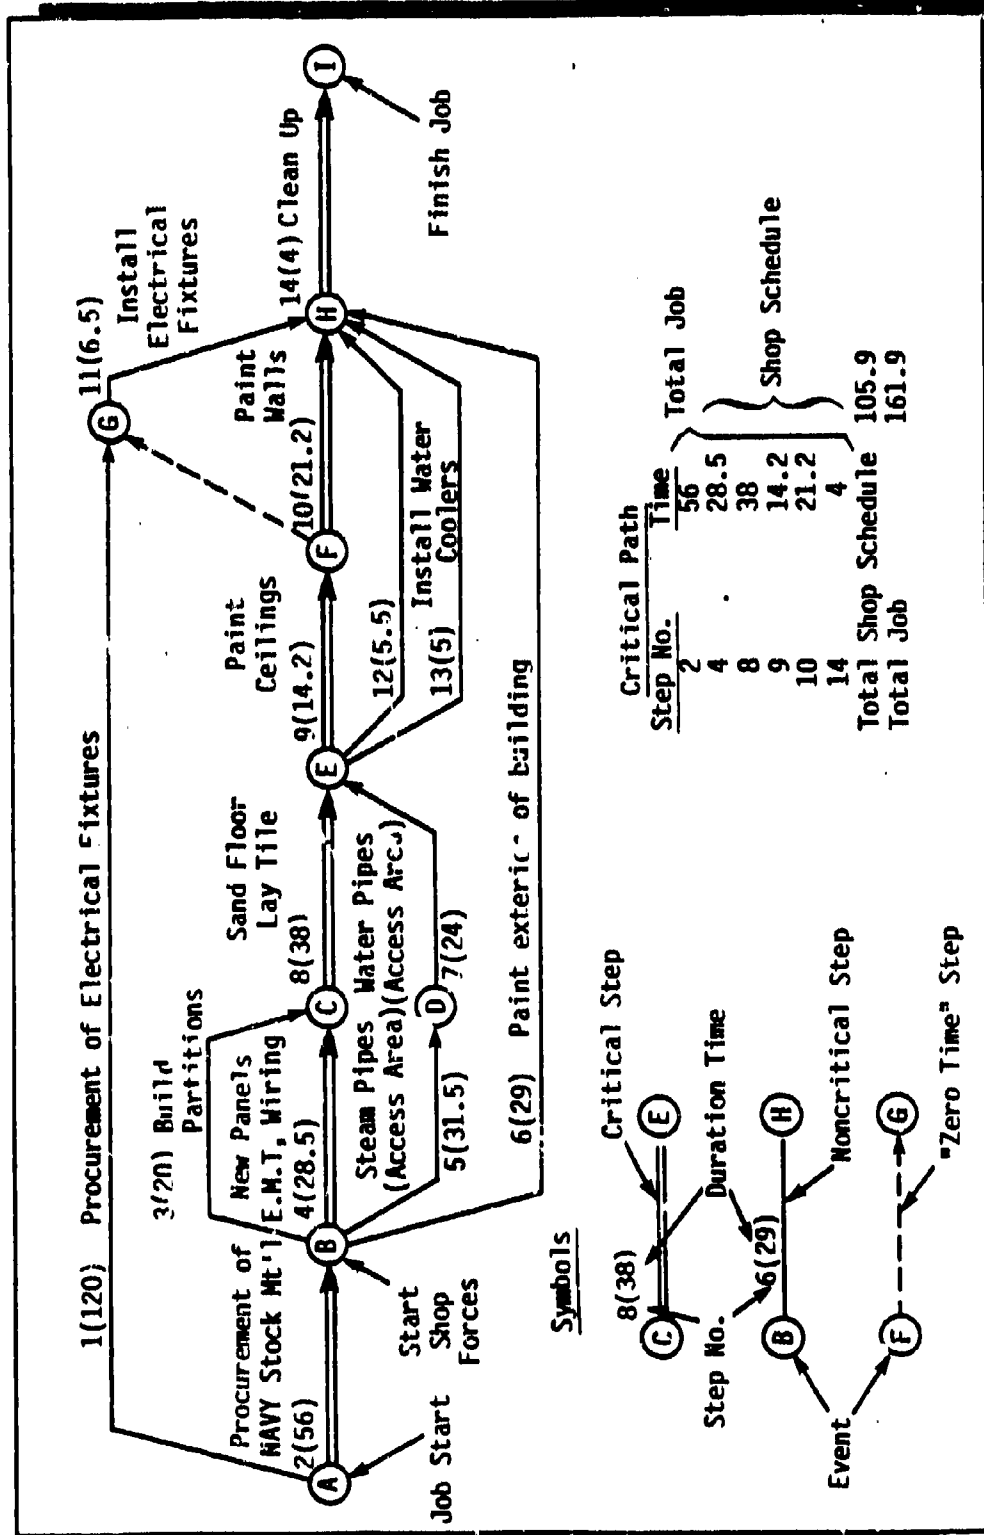 1(120) Procurement of Electrical Fixtures
G
11(6.5)
Install
Electrical
Fixtures
3(20) Build
Partitions
Procurement of
NAVY Stock Mt'l
2(56)
New Panels
E.M.T, Wiring
4(28.5)
Sand Floor
Lay Tile
8(38)
Paint
Ceilings
9(14.2)
Paint
Walls
10(21.2)
14(4) Clean Up
A
B
C
E
F
H
I
Job Start
Start
Shop
Forces
Steam Pipes
(Access Area)
5(31.5)
Water Pipes
(Access Area)
D
7(24)
12(5.5)
Install Water
Coolers
13(5)
Finish Job
6(29) Paint exterior of building
Symbols
8(38)
C
E
Critical Step
Step No.
Duration Time
6(29)
B
H
Noncritical Step
Event
F
G
"Zero Time" Step
Critical Path
Step No. Time
2 56
4 28.5
8 38
9 14.2
10 21.2
14 4
Total Job
Shop Schedule
Total Shop Schedule 105.9
Total Job 161.9